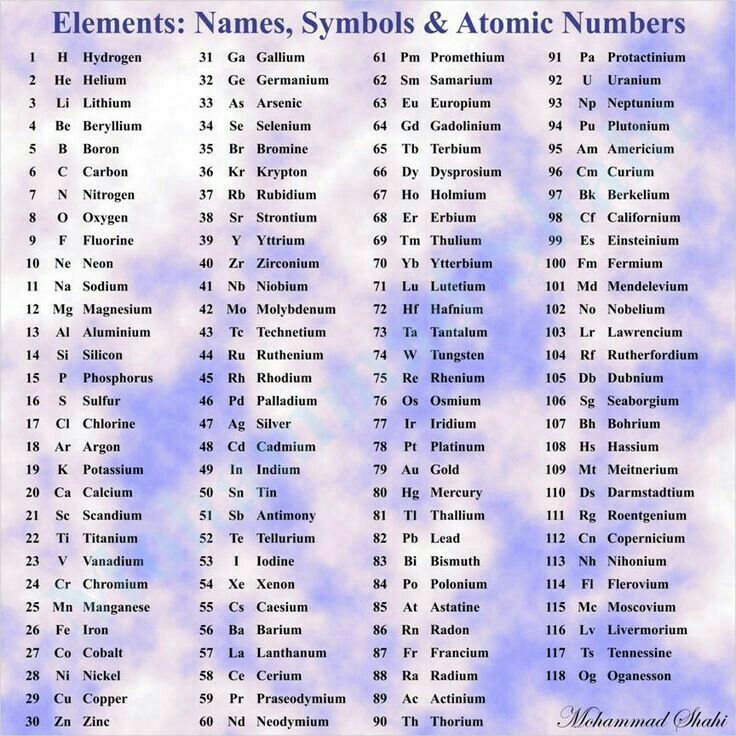 Elements: Names, Symbols & Atomic Numbers
1 H Hydrogen
2 He Helium
3 Li Lithium
4 Be Beryllium
5 B Boron
6 C Carbon
7 N Nitrogen
8 O Oxygen
9 F Fluorine
10 Ne Neon
11 Na Sodium
12 Mg Magnesium
13 Al Aluminium
14 Si Silicon
15 P Phosphorus
16 S Sulfur
17 Cl Chlorine
18 Ar Argon
19 K Potassium
20 Ca Calcium
21 Sc Scandium
22 Ti Titanium
23 V Vanadium
24 Cr Chromium
25 Mn Manganese
26 Fe Iron
27 Co Cobalt
28 Ni Nickel
29 Cu Copper
30 Zn Zinc
31 Ga Gallium
32 Ge Germanium
33 As Arsenic
34 Se Selenium
35 Br Bromine
36 Kr Krypton
37 Rb Rubidium
38 Sr Strontium
39 Y Yttrium
40 Zr Zirconium
41 Nb Niobium
42 Mo Molybdenum
43 Tc Technetium
44 Ru Ruthenium
45 Rh Rhodium
46 Pd Palladium
47 Ag Silver
48 Cd Cadmium
49 In Indium
50 Sn Tin
51 Sb Antimony
52 Te Tellurium
53 I Iodine
54 Xe Xenon
55 Cs Caesium
56 Ba Barium
57 La Lanthanum
58 Ce Cerium
59 Pr Praseodymium
60 Nd Neodymium
61 Pm Promethium
62 Sm Samarium
63 Eu Europium
64 Gd Gadolinium
65 Tb Terbium
66 Dy Dysprosium
67 Ho Holmium
68 Er Erbium
69 Tm Thulium
70 Yb Ytterbium
71 Lu Lutetium
72 Hf Hafnium
73 Ta Tantalum
74 W Tungsten
75 Re Rhenium
76 Os Osmium
77 Ir Iridium
78 Pt Platinum
79 Au Gold
80 Hg Mercury
81 Tl Thallium
82 Pb Lead
83 Bi Bismuth
84 Po Polonium
85 At Astatine
86 Rn Radon
87 Fr Francium
88 Ra Radium
89 Ac Actinium
90 Th Thorium
91 Pa Protactinium
92 U Uranium
93 Np Neptunium
94 Pu Plutonium
95 Am Americium
96 Cm Curium
97 Bk Berkelium
98 Cf Californium
99 Es Einsteinium
100 Fm Fermium
101 Md Mendelevium
102 No Nobelium
103 Lr Lawrencium
104 Rf Rutherfordium
105 Db Dubnium
106 Sg Seaborgium
107 Bh Bohrium
108 Hs Hassium
109 Mt Meitnerium
110 Ds Darmstadtium
111 Rg Roentgenium
112 Cn Copernicium
113 Nh Nihonium
114 Fl Flerovium
115 Mc Moscovium
116 Lv Livermorium
117 Ts Tennessine
118 Og Oganesson
Mohammad Shahi